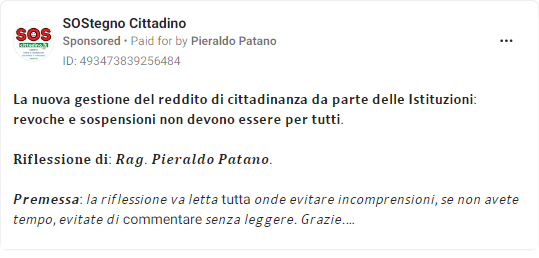 SOS
SOStegno Cittadino
Sponsored • Paid for by Pieraldo Patano
ID: 493473839256484
La nuova gestione del reddito di cittadinanza da parte delle Istituzioni:
revoche e sospensioni non devono essere per tutti.
Riflessione di: Rag. Pieraldo Patano.
Premessa: la riflessione va letta tutta onde evitare incomprensioni, se non avete
tempo, evitate di commentare senza leggere. Grazie....